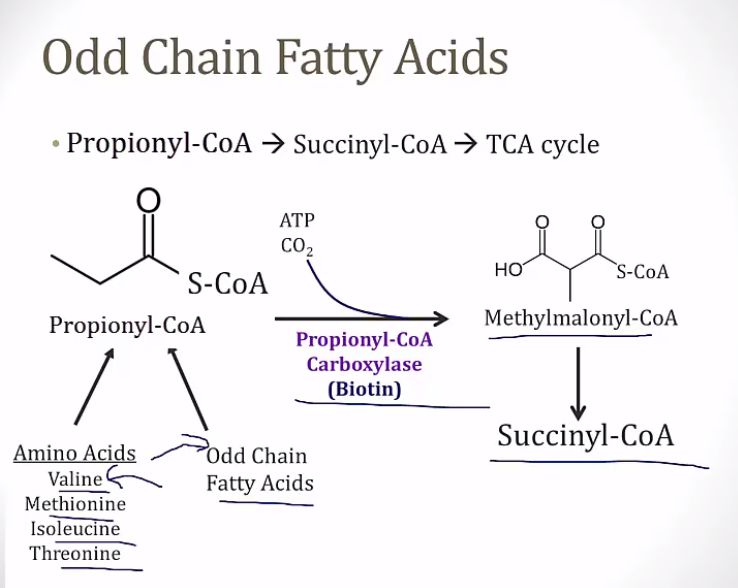 Odd Chain Fatty Acids
• Propionyl-CoA → Succinyl-CoA → TCA cycle
O
S-CoA
Propionyl-CoA
ATP
CO₂
Propionyl-CoA
Carboxylase
(Biotin)
O O
HO S-CoA
Methylmalonyl-CoA
Succinyl-CoA
Amino Acids
Valine
Methionine
Isoleucine
Threonine
Odd Chain
Fatty Acids